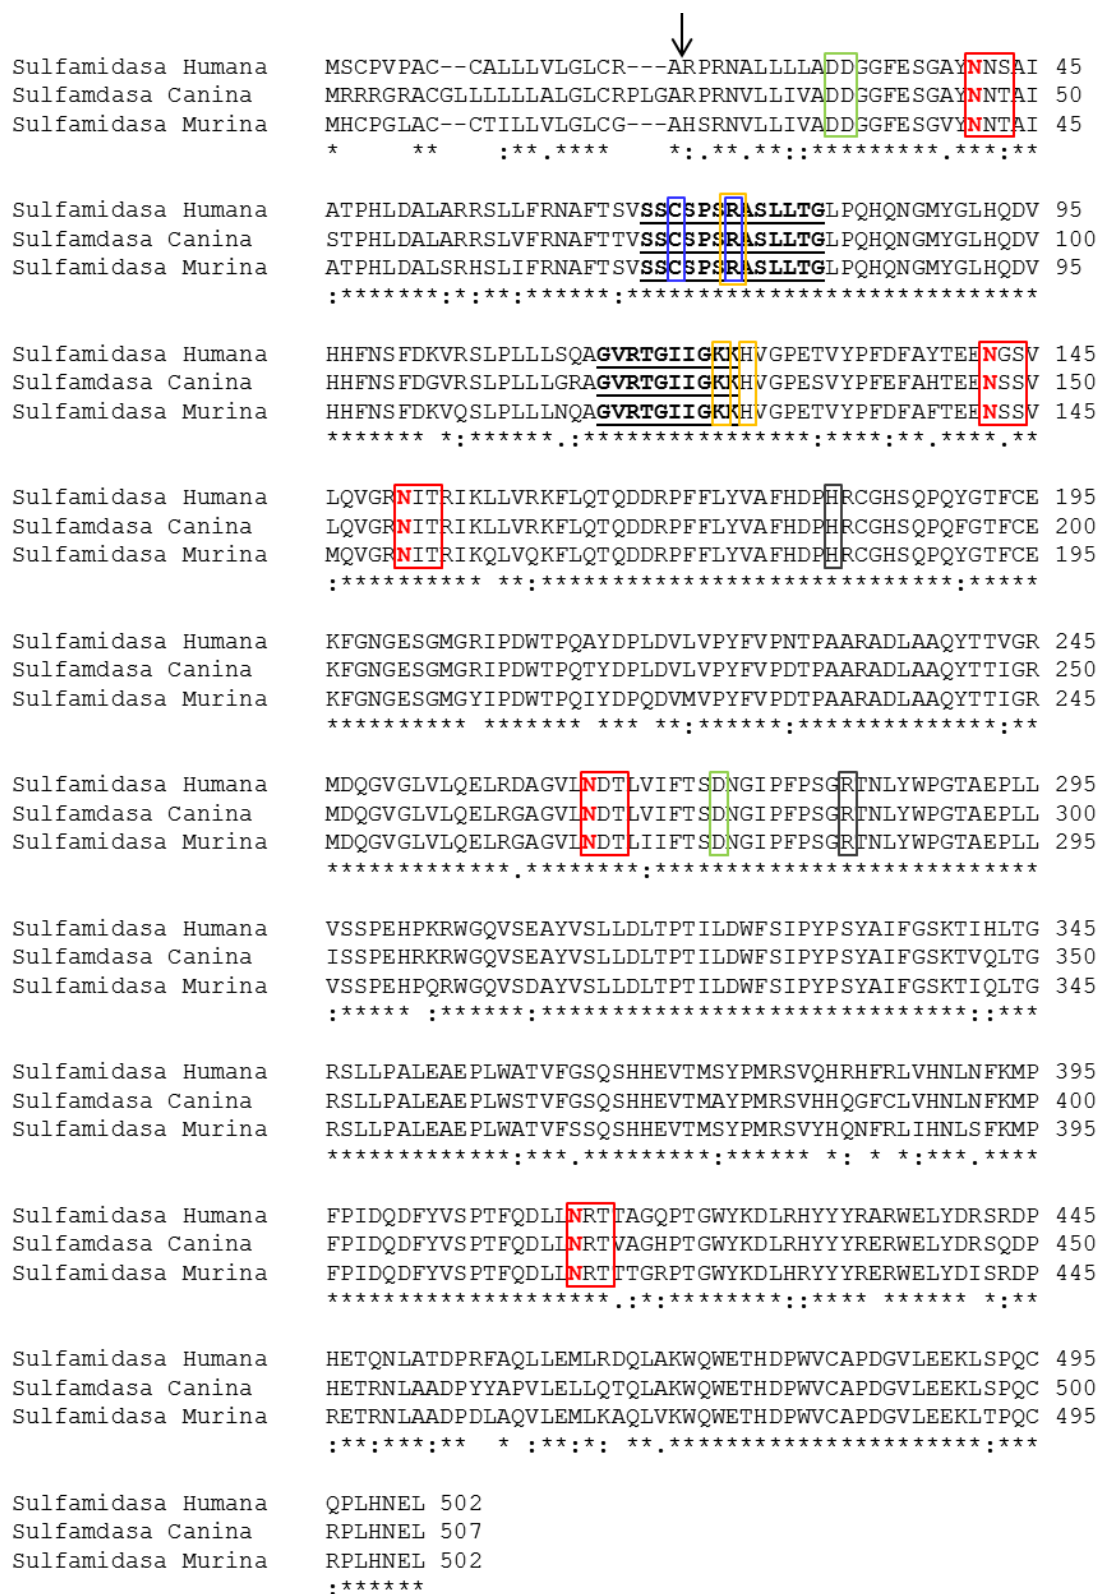 Sulfamidasa Humana MSCPVPAC--CALLLVLGLCR---ARPRNALLLLADDGGFESGAYNNSAI 45
Sulfamdasa Canina MRRRGRACGLLLLLLALGLCRPLGARPRNVLLIVADDGGFESGAYNNTAI 50
Sulfamidasa Murina MHCPGLAC--CTILLVLGLCG---AHSRNVLLIVADDGGFESGVYNNTAI 45
* ** :**.**** *:.**.**::*************.***:**
Sulfamidasa Humana ATPHLDALARRSLLFRNAFTSVSSCSPSRASLLTGLPQHQNGMYGLHQDV 95
Sulfamdasa Canina STPHLDALARRSLVFRNAFTTVSSCSPSRASLLTGLPQHQNGMYGLHQDV 100
Sulfamidasa Murina ATPHLDALSRHSLIFRNAFTSVSSCSPSRASLLTGLPQHQNGMYGLHQDV 95
:*******:*:**:******:*****************************
Sulfamidasa Humana HHFNSFDKVRSLPLLLSQAGVRTGIIGKKHVGPETVYPFDFAYTEENGSV 145
Sulfamdasa Canina HHFNSFDGVRSLPLLLGRAGVRTGIIGKKHVGPESVYPFEFAHTEENSSV 150
Sulfamidasa Murina HHFNSFDKVQSLPLLLNQAGVRTGIIGKKHVGPETVYPFDFAFTEENSSV 145
******* *:******.:****************:****:**.****.**
Sulfamidasa Humana LQVGRNITRIKLLVRKFLQTQDDRPFFLYVAFHDPHRCGHSQPQYGTFCE 195
Sulfamdasa Canina LQVGRNITRIKLLVRKFLQTQDDRPFFLYVAFHDPHRCGHSQPQFGTFCE 200
Sulfamidasa Murina MQVGRNITRIKQLVQKFLQTQDDRPFFLYVAFHDPHRCGHSQPQYGTFCE 195
:********** **:*****************************:*****
Sulfamidasa Humana KFGNGESGMGRIPDWTPQAYDPLDVLVPYFVPNTPAARADLAAQYTTVGR 245
Sulfamdasa Canina KFGNGESGMGRIPDWTPQTYDPLDVLVPYFVPDTPAARADLAAQYTTIGR 250
Sulfamidasa Murina KFGNGESGMGYIPDWTPQIYDPQDVMVPYFVPDTPAARADLAAQYTTIGR 245
********** ******* *** **:******:**************:**
Sulfamidasa Humana MDQGVGLVLQELRDAGVLNDTLVIFTSDNGIPFPSGRTNLYWPGTAEPLL 295
Sulfamdasa Canina MDQGVGLVLQELRGAGVLNDTLVIFTSDNGIPFPSGRTNLYWPGTAEPLL 300
Sulfamidasa Murina MDQGVGLVLQELRGAGVLNDTLIIFTSDNGIPFPSGRTNLYWPGTAEPLL 295
*************.********:***************************
Sulfamidasa Humana VSSPEHPKRWGQVSEAYVSLLDLTPTILDWFSIPYPSYAIFGSKTIHLTG 345
Sulfamdasa Canina ISSPEHRKRWGQVSEAYVSLLDLTPTILDWFSIPYPSYAIFGSKTVQLTG 350
Sulfamidasa Murina VSSPEHPQRWGQVSDAYVSLLDLTPTILDWFSIPYPSYAIFGSKTIQLTG 345
:***** :******:******************************::***
Sulfamidasa Humana RSLLPALEAEPLWATVFGSQSHHEVTMSYPMRSVQHRHFRLVHNLNFKMP 395
Sulfamdasa Canina RSLLPALEAEPLWSTVFGSQSHHEVTMAYPMRSVHHQGFCLVHNLNFKMP 400
Sulfamidasa Murina RSLLPALEAEPLWATVFSSQSHHEVTMSYPMRSVYHQNFRLIHNLSFKMP 395
*************:***.*********:****** *: * *:***.****
Sulfamidasa Humana FPIDQDFYVSPTFQDLLNRTTAGQPTGWYKDLRHYYYRARWELYDRSRDP 445
Sulfamdasa Canina FPIDQDFYVSPTFQDLLNRTVAGHPTGWYKDLRHYYYRERWELYDRSQDP 450
Sulfamidasa Murina FPIDQDFYVSPTFQDLLNRTTTGRPTGWYKDLHRYYYRERWELYDISRDP 445
********************.:*:********::**** ****** *:**
Sulfamidasa Humana HETQNLATDPRFAQLLEMLRDQLAKWQWETHDPWVCAPDGVLEEKLSPQC 495
Sulfamdasa Canina HETRNLAADPYYAPVLELLQTQLAKWQWETHDPWVCAPDGVLEEKLSPQC 500
Sulfamidasa Murina RETRNLAADPDLAQVLEMLKAQLVKWQWETHDPWVCAPDGVLEEKLTPQC 495
:**:***:** * :**:*: **.**********************:***
Sulfamidasa Humana QPLHNEL 502
Sulfamdasa Canina RPLHNEL 507
Sulfamidasa Murina RPLHNEL 502
:******